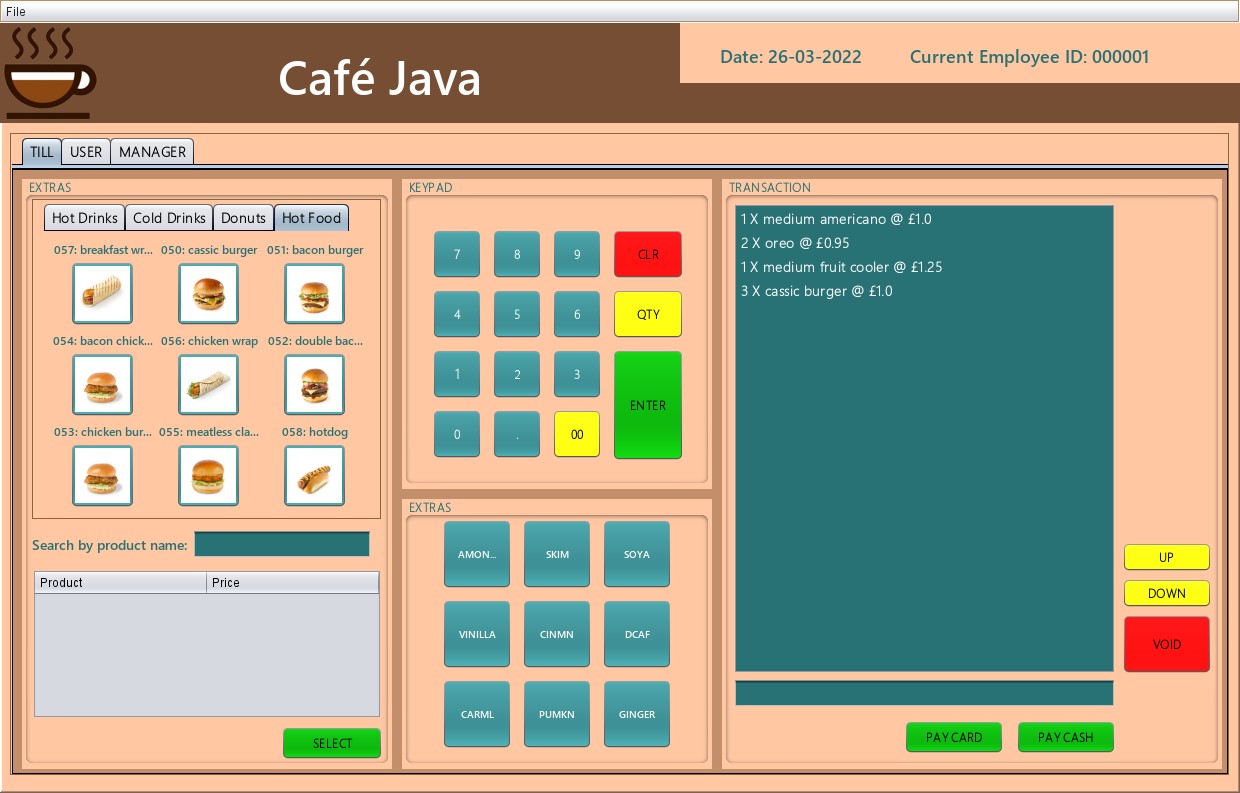 File
Café Java
Date: 26-03-2022 Current Employee ID: 000001
TILL USER MANAGER
EXTRAS
Hot Drinks Cold Drinks Donuts Hot Food
057: breakfast wr... 050: cassic burger 051: bacon burger
054: bacon chick... 056: chicken wrap 052: double bac...
053: chicken bur... 055: meatless cla... 058: hotdog
Search by product name:
Product Price
SELECT
KEYPAD
7 8 9 CLR
4 5 6 QTY
1 2 3 ENTER
0 . 00
EXTRAS
AMON... SKIM SOYA
VINILLA CINMN DCAF
CARML PUMKN GINGER
TRANSACTION
1 X medium americano @ £1.0
2 X oreo @ £0.95
1 X medium fruit cooler @ £1.25
3 X cassic burger @ £1.0
UP
DOWN
VOID
PAY CARD PAY CASH